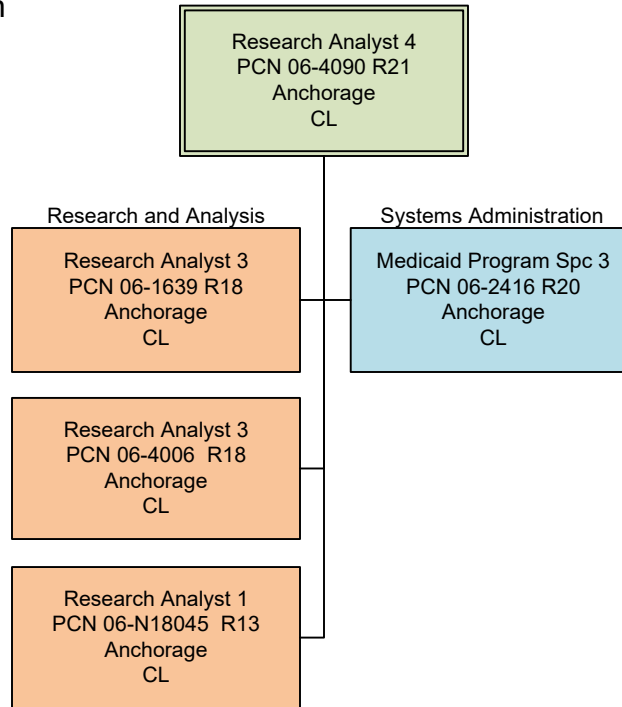 n
Research Analyst 4
PCN 06-4090 R21
Anchorage
CL
Research and Analysis
Research Analyst 3
PCN 06-1639 R18
Anchorage
CL
Systems Administration
Medicaid Program Spc 3
PCN 06-2416 R20
Anchorage
CL
Research Analyst 3
PCN 06-4006  R18
Anchorage
CL
Research Analyst 1
PCN 06-N18045  R13
Anchorage
CL